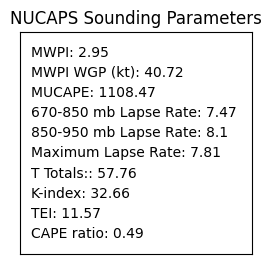 NUCAPS Sounding Parameters
MWPI: 2.95
MWPI WGP (kt): 40.72
MUCAPE: 1108.47
670-850 mb Lapse Rate: 7.47
850-950 mb Lapse Rate: 8.1
Maximum Lapse Rate: 7.81
T Totals:: 57.76
K-index: 32.66
TEI: 11.57
CAPE ratio: 0.49